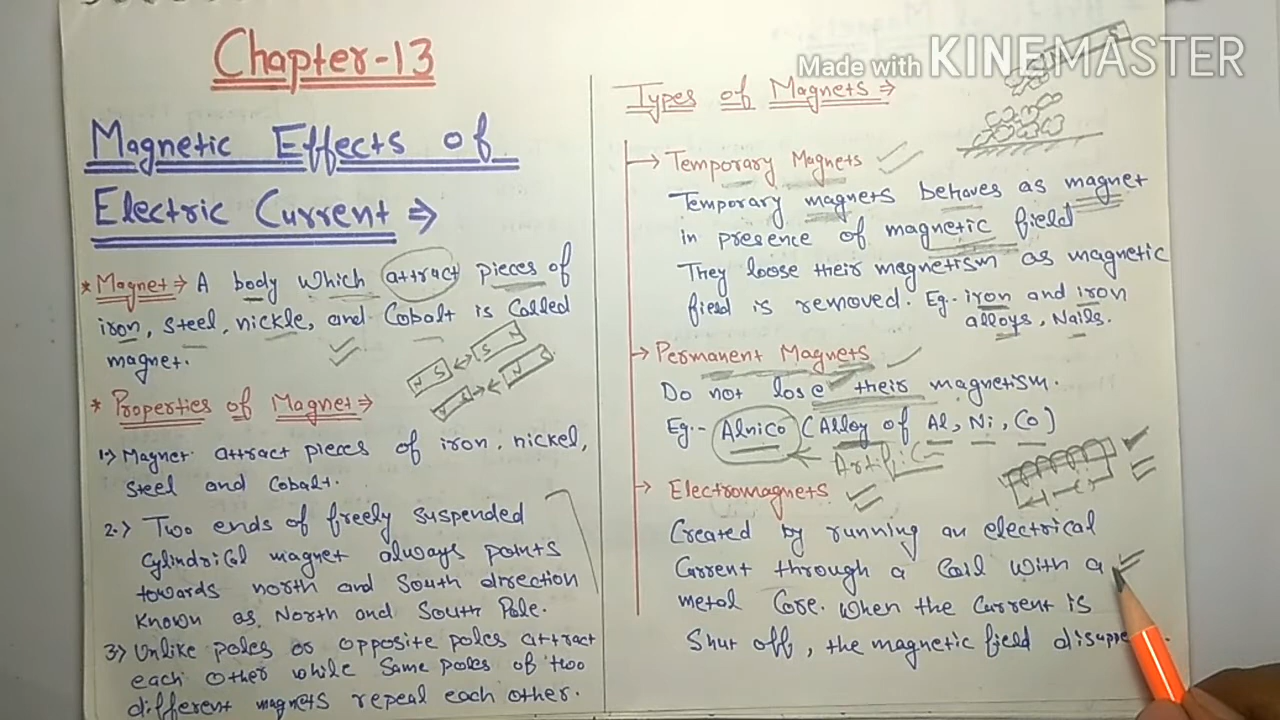 Chapter-13
Magnetic Effects of
Electric Current ⇒
* Magnet ⇒ A body which attract pieces of
iron, steel, nickle, and Cobalt is Called
magnet.
N S ↔ S N
* Properties of Magnet ⇒
1.) Magnet attract pieces of iron, nickel,
Steel and Cobalt.
2.) Two ends of freely suspended
Cylindrical magnet always points
towards north and South direction
known as North and South Pole.
3.) Unlike poles or opposite poles attract
each other while same poles of two
different magnets repeal each other.
Made with KINEMASTER
Types of Magnets ⇒
→ Temporary Magnets
Temporary magnets behaves as magnet
in presence of magnetic field
They loose their magnetism as magnetic
field is removed. Eg.- iron and iron
alloys, Nails.
→ Permanent Magnets
Do not lose their magnetism.
Eg:- Alnico (Alloy of Al, Ni, Co)
→ Electromagnets
Created by running an electrical
Current through a Coil with a
metal Core. When the Current is
Shut off, the magnetic field